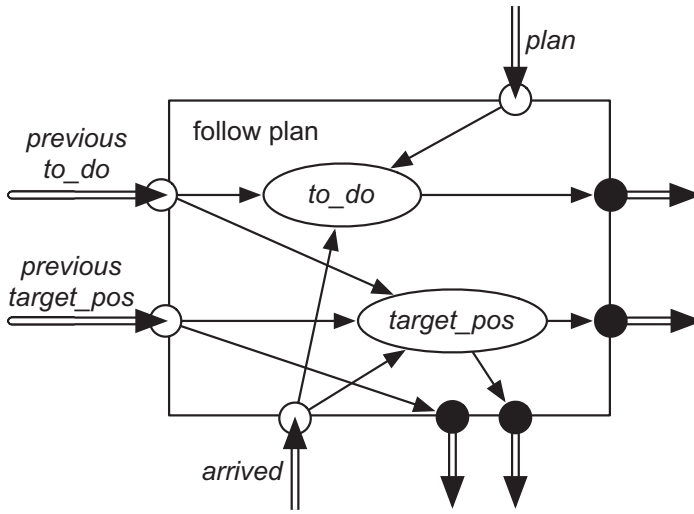 plan
follow plan
previous
to_do
to_do
previous
target_pos
target_pos
arrived